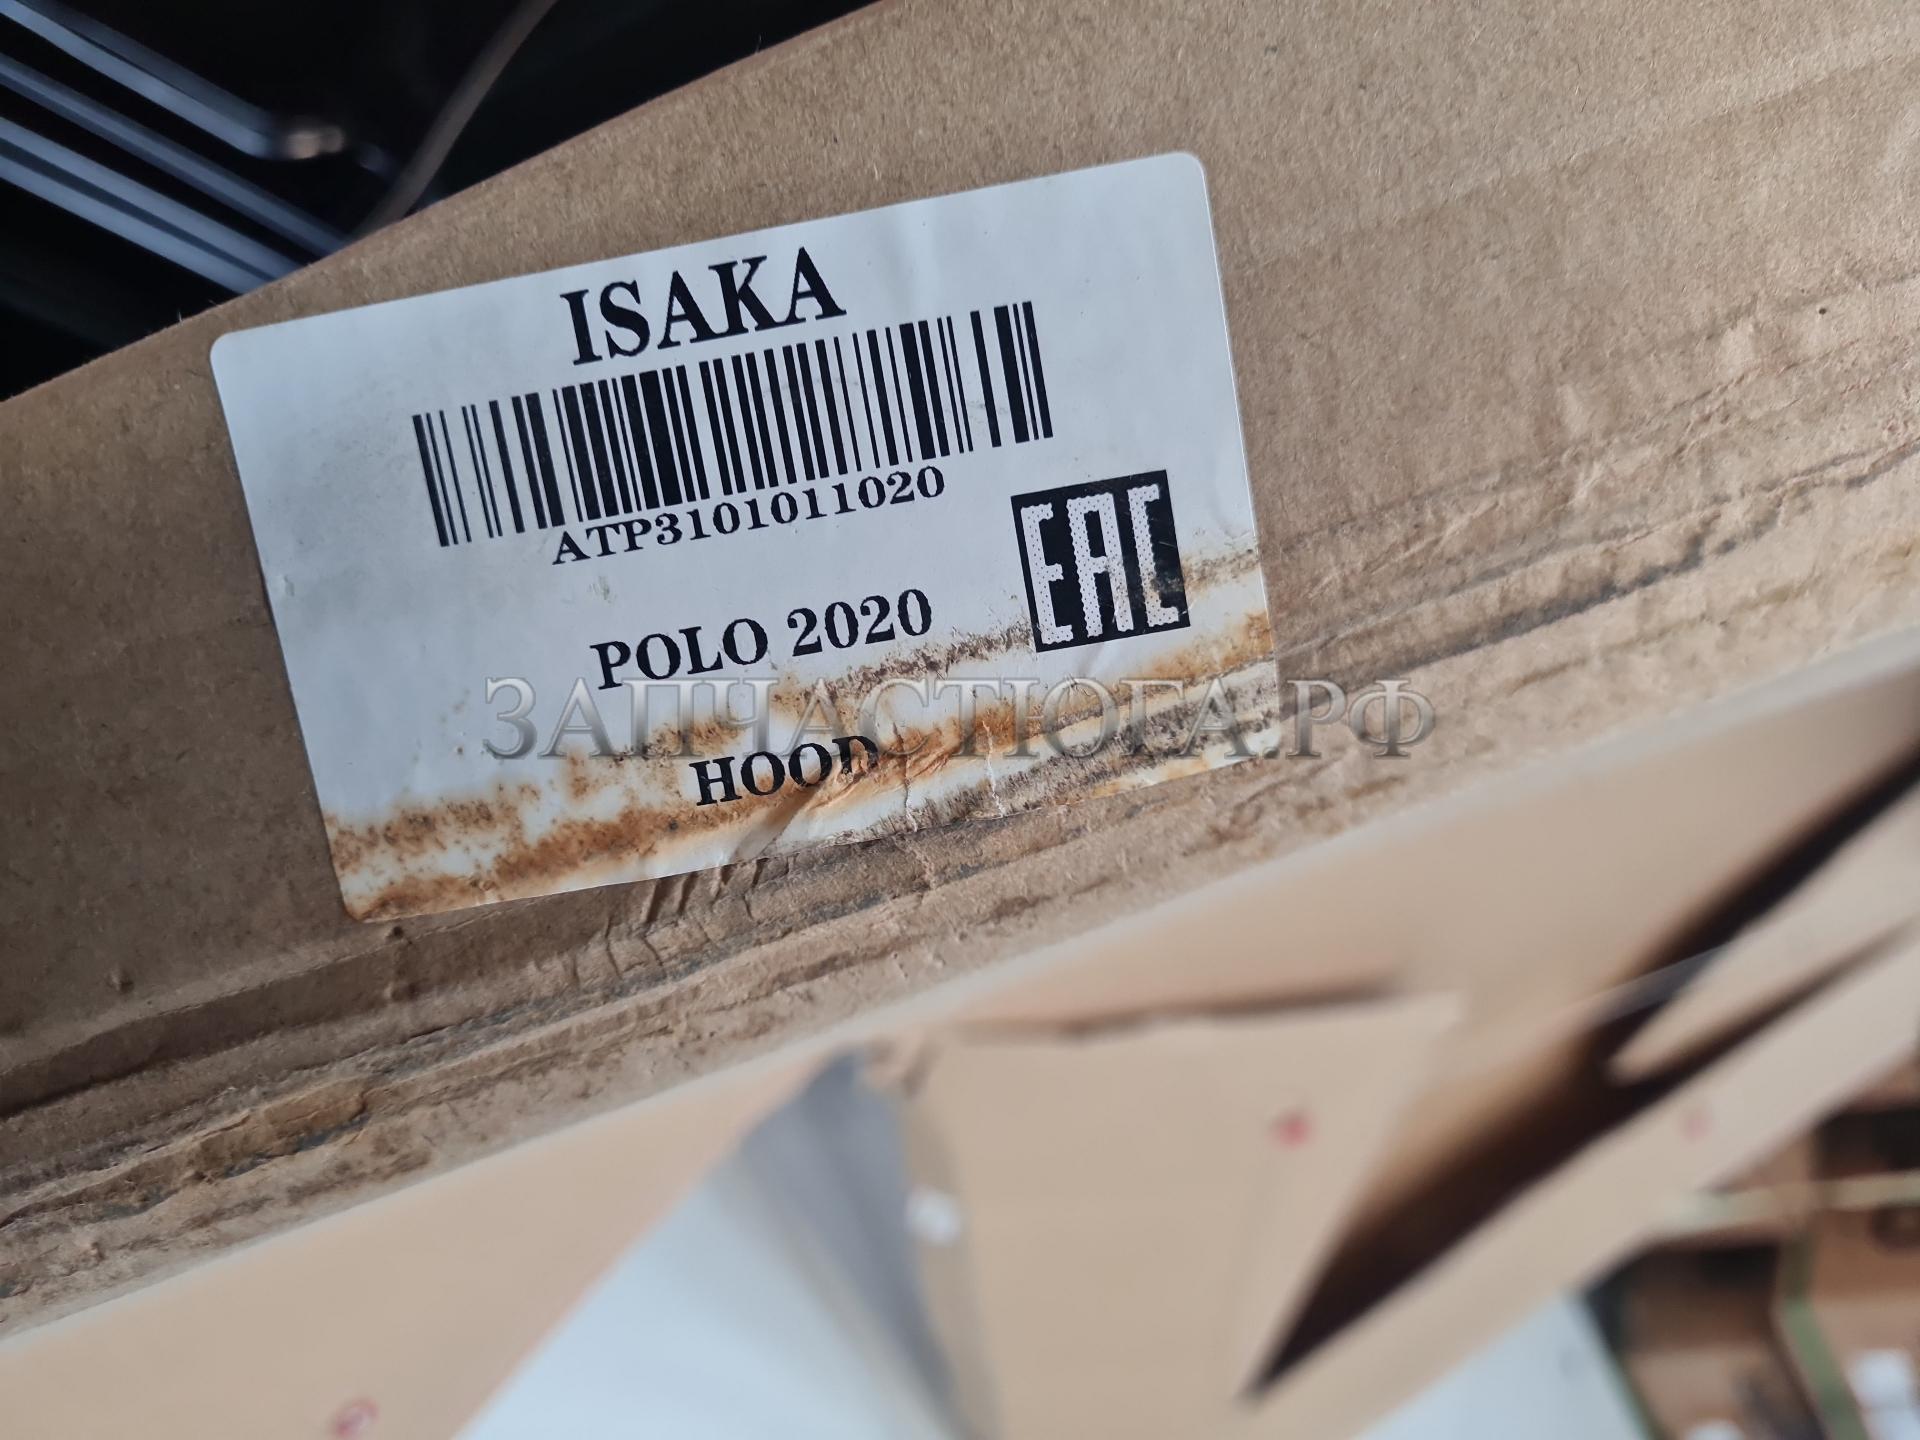 ISAKA
ATP3101011020
EAC
POLO 2020
ЗАПЧАСТЮГА.РФ
HOOD